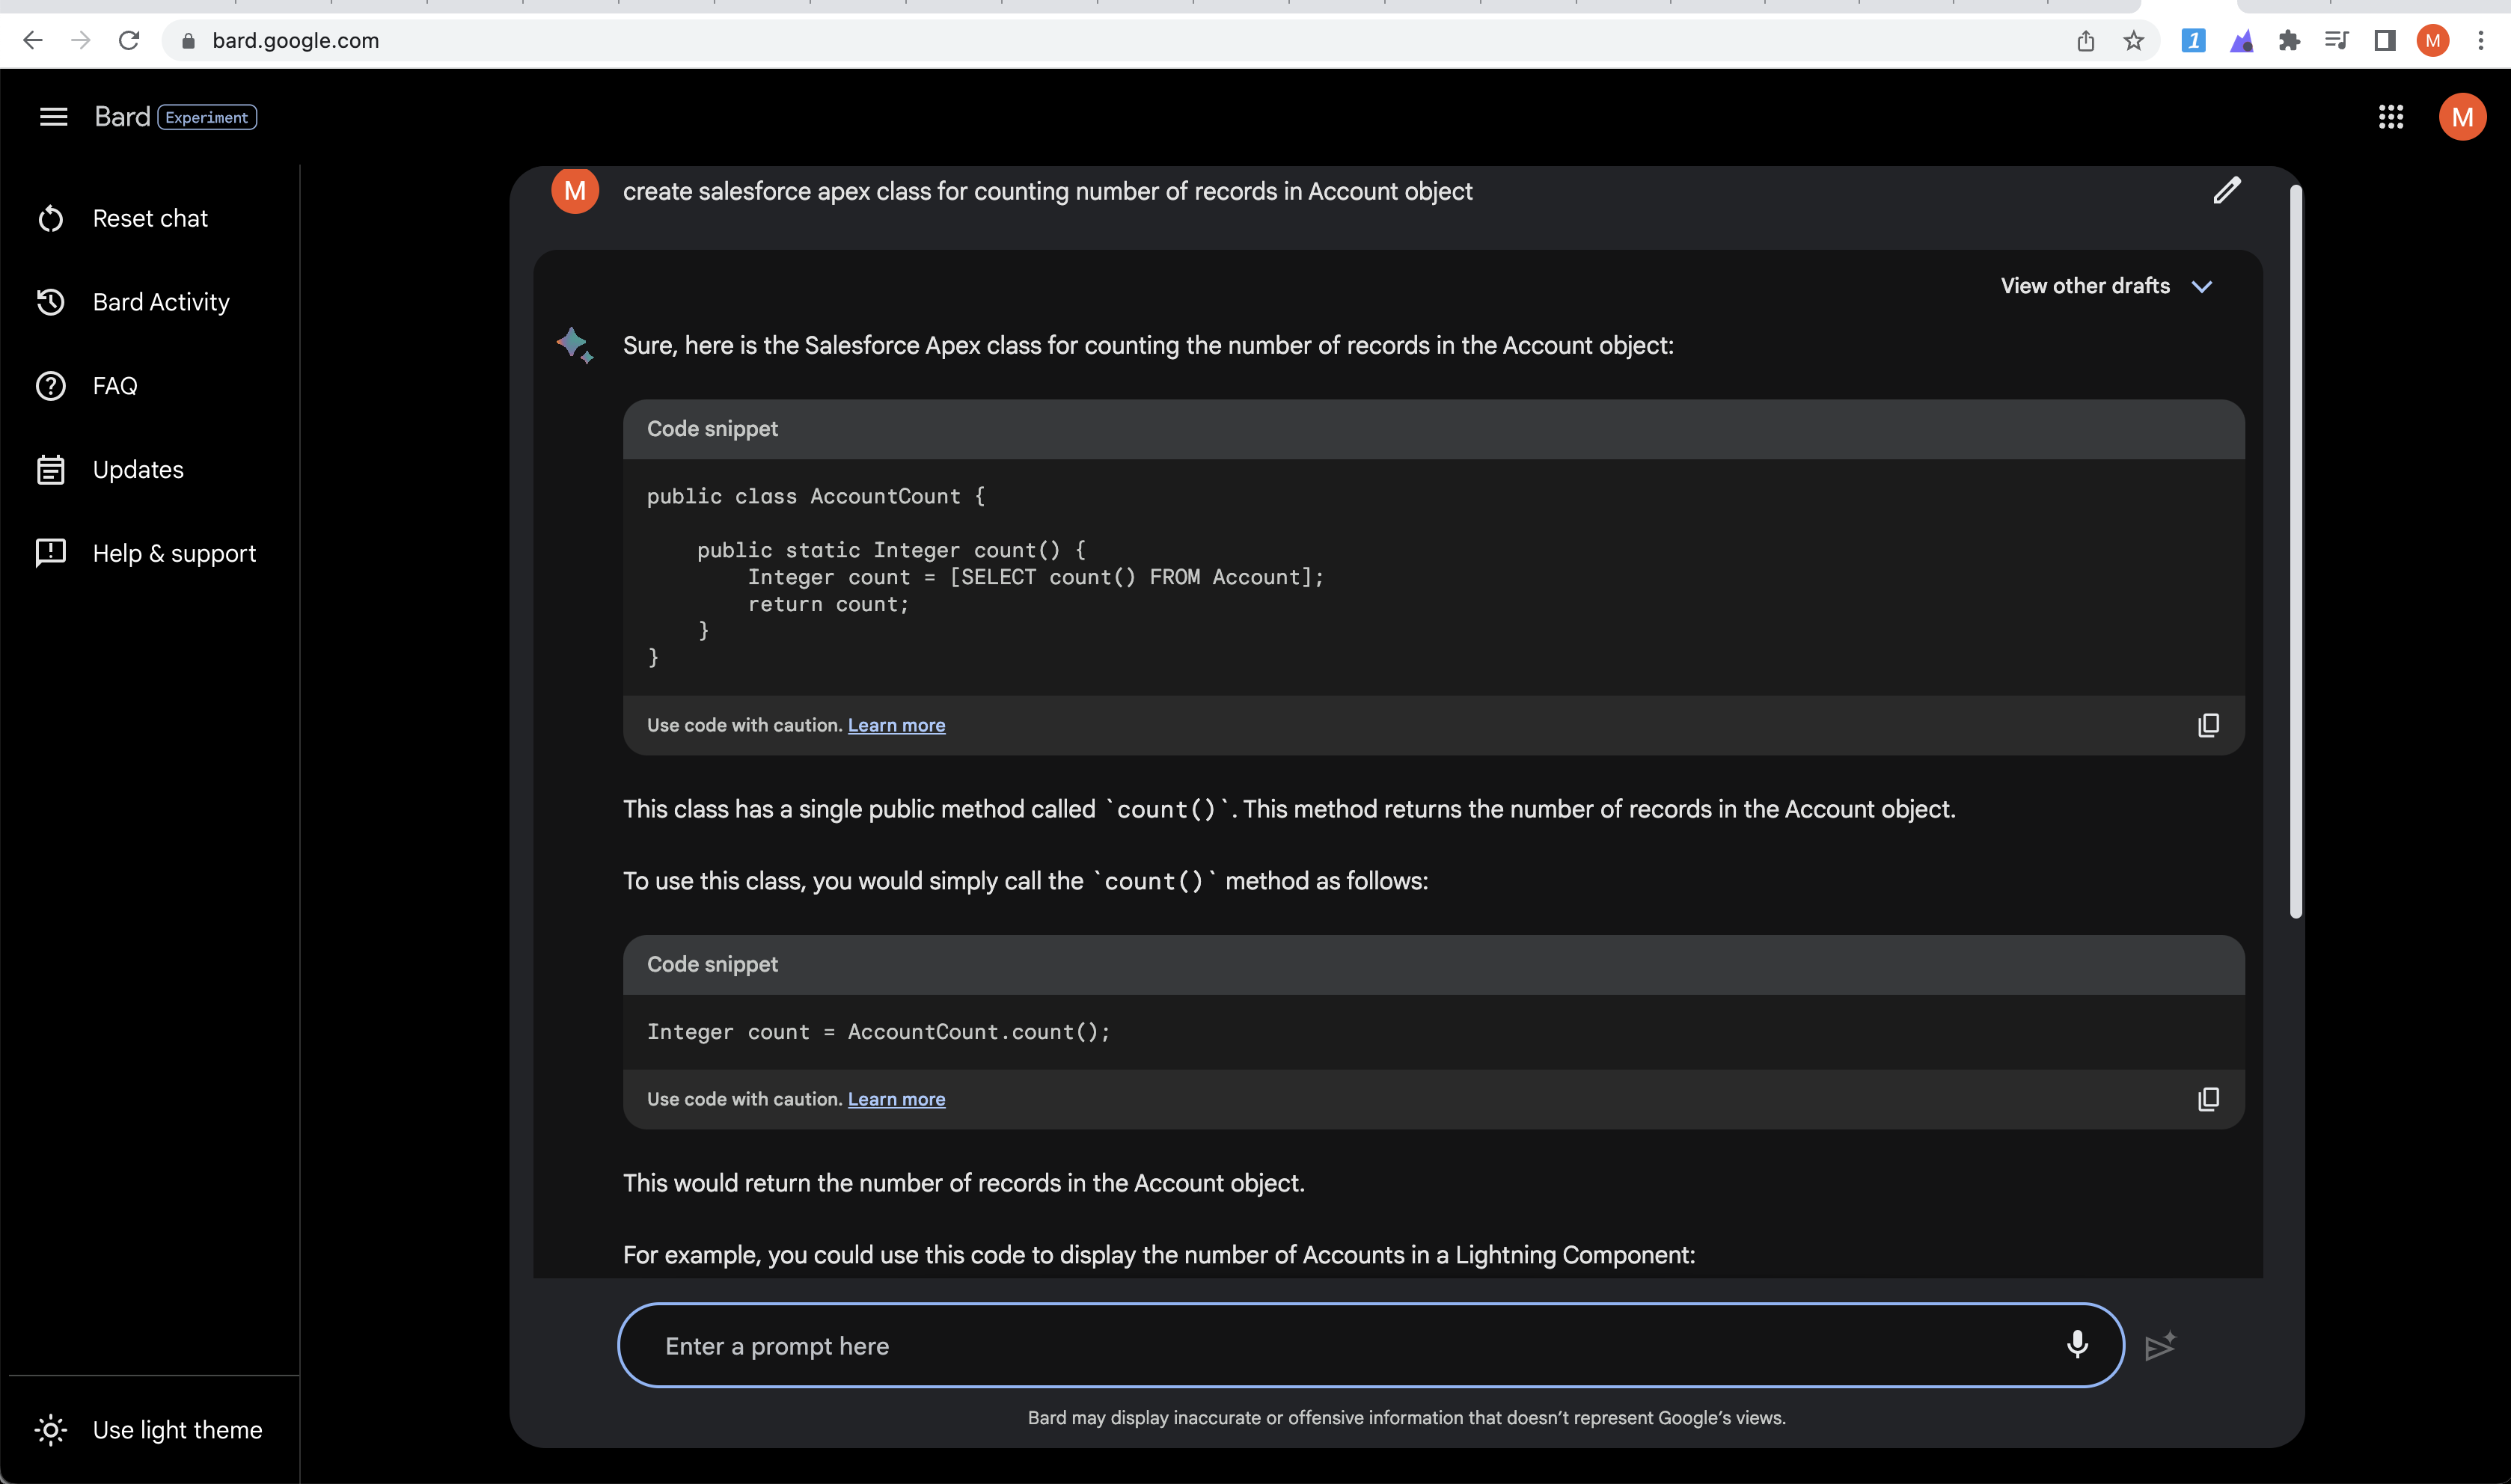 bard.google.com
1
M
Bard Experiment
M
Reset chat
Bard Activity
FAQ
Updates
Help & support
Use light theme
M
create salesforce apex class for counting number of records in Account object
View other drafts
Sure, here is the Salesforce Apex class for counting the number of records in the Account object:
Code snippet
public class AccountCount {
    public static Integer count() {
        Integer count = [SELECT count() FROM Account];
        return count;
    }
}
Use code with caution. Learn more
This class has a single public method called `count()`. This method returns the number of records in the Account object.
To use this class, you would simply call the `count()` method as follows:
Code snippet
Integer count = AccountCount.count();
Use code with caution. Learn more
This would return the number of records in the Account object.
For example, you could use this code to display the number of Accounts in a Lightning Component:
Enter a prompt here
Bard may display inaccurate or offensive information that doesn’t represent Google’s views.